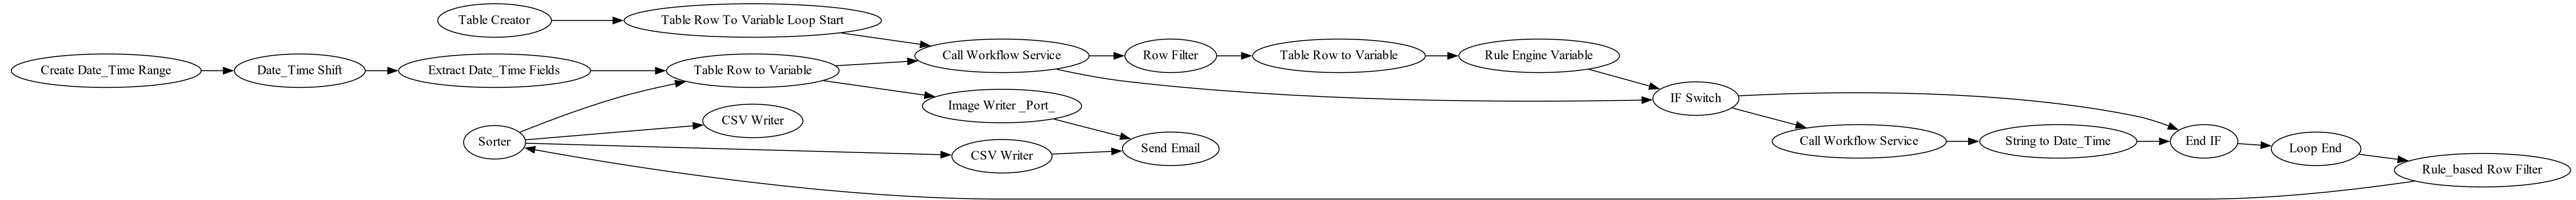 Table Creator
Table Row To Variable Loop Start
Create Date_Time Range
Date_Time Shift
Extract Date_Time Fields
Table Row to Variable
Call Workflow Service
Row Filter
Table Row to Variable
Rule Engine Variable
IF Switch
Image Writer _Port_
CSV Writer
Sorter
CSV Writer
Send Email
Call Workflow Service
String to Date_Time
End IF
Loop End
Rule_based Row Filter